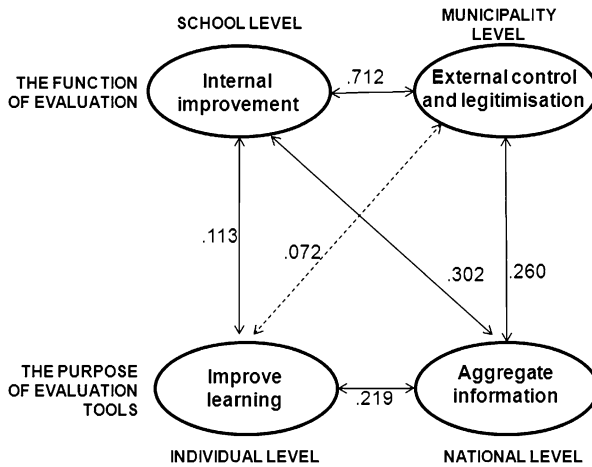 SCHOOL LEVEL
MUNICIPALITY
LEVEL
THE FUNCTION
OF EVALUATION
Internal
improvement
.712
External control
and legitimisation
.113
.072
.302
.260
THE PURPOSE
OF EVALUATION
TOOLS
Improve
learning
.219
Aggregate
information
INDIVIDUAL LEVEL
NATIONAL LEVEL